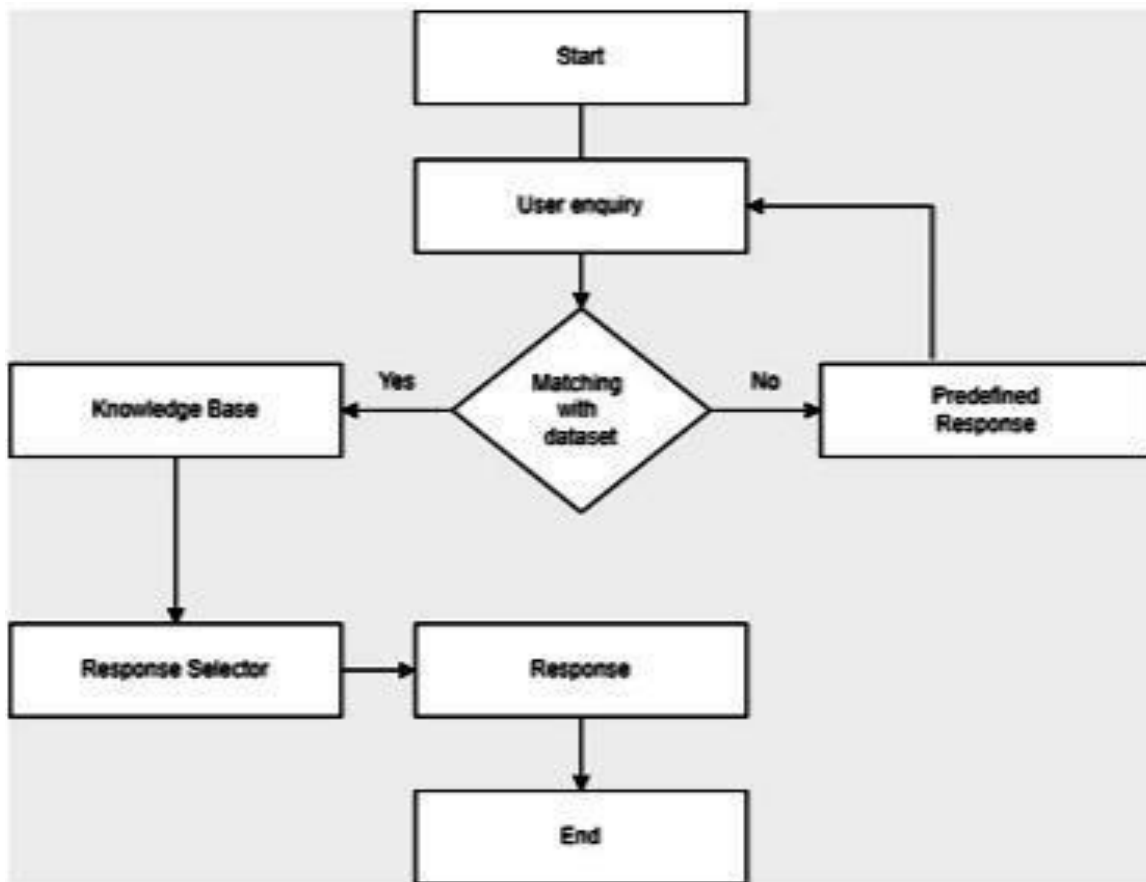 Start
User enquiry
Yes
Matching
with
dataset
No
Knowledge Base
Predefined
Response
Response Selector
Response
End